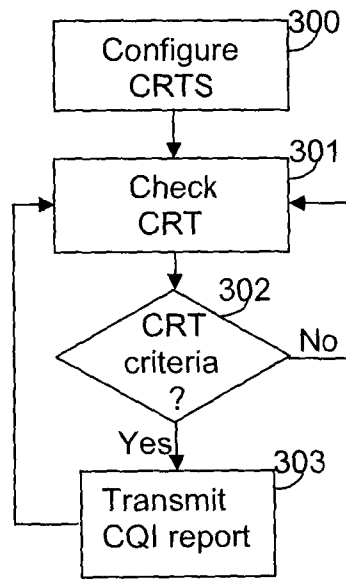 300
Configure
CRTS
301
Check
CRT
302
CRT
criteria
?
No
Yes
303
Transmit
CQI report